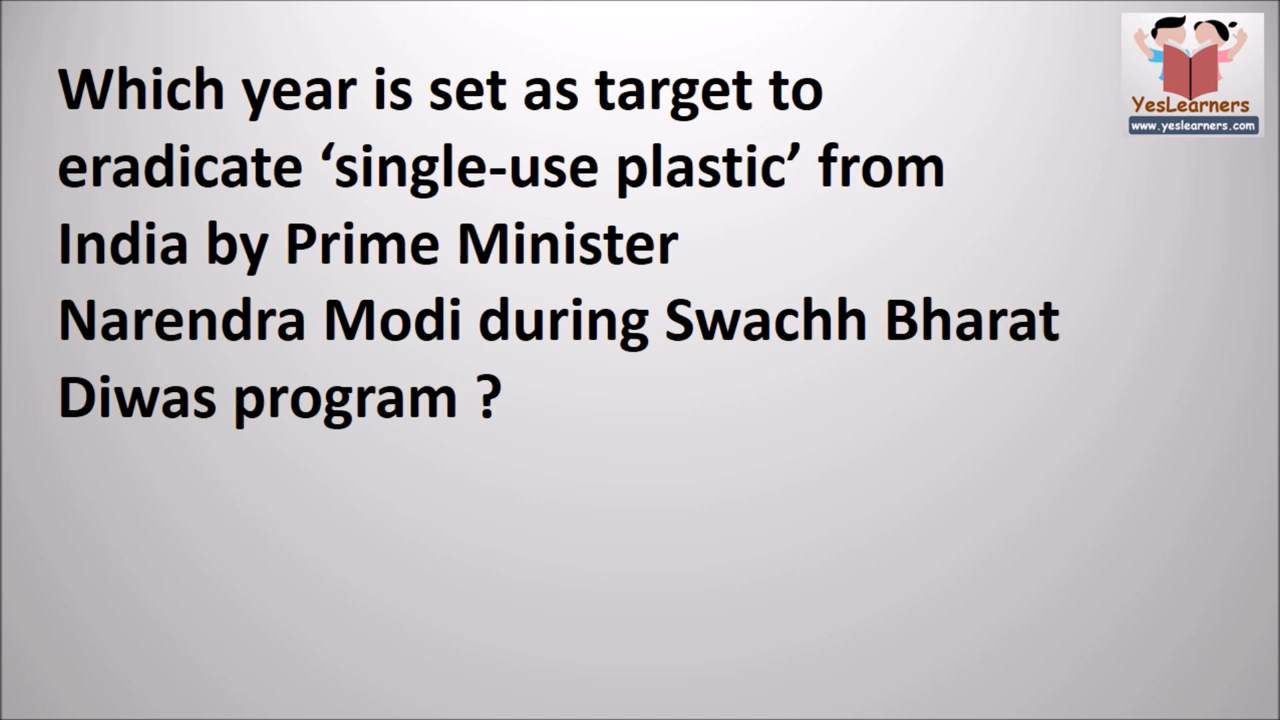 Which year is set as target to
eradicate ‘single-use plastic’ from
India by Prime Minister
Narendra Modi during Swachh Bharat
Diwas program ?
YesLearners
www.yeslearners.com